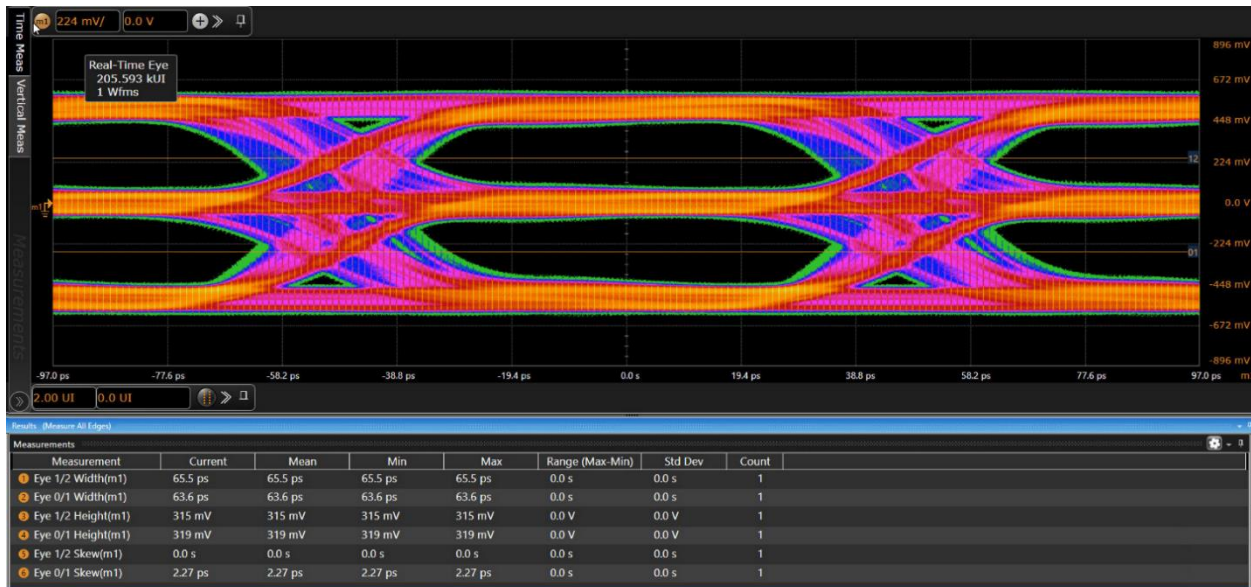 Time Meas
Vertical Meas
Measurements
m1 224 mV/ 0.0 V
Real-Time Eye
205.593 kUI
1 Wfms
896 mV
672 mV
448 mV
12 224 mV
m1 0.0 V
01 -224 mV
-448 mV
-672 mV
-896 mV
-97.0 ps -77.6 ps -58.2 ps -38.8 ps -19.4 ps 0.0 s 19.4 ps 38.8 ps 58.2 ps 77.6 ps 97.0 ps m
2.00 UI 0.0 UI
Results (Measure All Edges)
Measurements
Measurement Current Mean Min Max Range (Max-Min) Std Dev Count
1 Eye 1/2 Width(m1) 65.5 ps 65.5 ps 65.5 ps 65.5 ps 0.0 s 0.0 s 1
2 Eye 0/1 Width(m1) 63.6 ps 63.6 ps 63.6 ps 63.6 ps 0.0 s 0.0 s 1
3 Eye 1/2 Height(m1) 315 mV 315 mV 315 mV 315 mV 0.0 V 0.0 V 1
4 Eye 0/1 Height(m1) 319 mV 319 mV 319 mV 319 mV 0.0 V 0.0 V 1
5 Eye 1/2 Skew(m1) 0.0 s 0.0 s 0.0 s 0.0 s 0.0 s 0.0 s 1
6 Eye 0/1 Skew(m1) 2.27 ps 2.27 ps 2.27 ps 2.27 ps 0.0 s 0.0 s 1